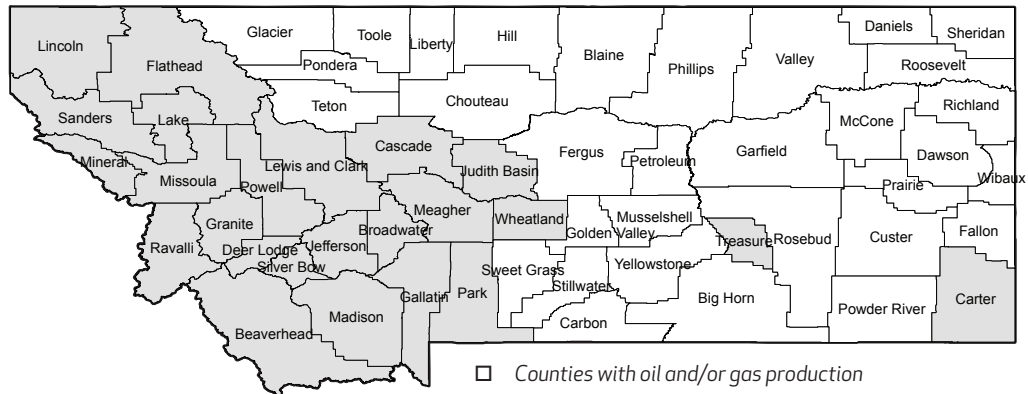 Glacier
Toole
Liberty
Hill
Blaine
Phillips
Valley
Daniels
Sheridan
Lincoln
Flathead
Pondera
Roosevelt
Teton
Chouteau
Richland
Sanders
Lake
McCone
Cascade
Fergus
Petroleum
Garfield
Dawson
Mineral
Missoula
Powell
Lewis and Clark
Judith Basin
Prairie
Wibaux
Granite
Meagher
Wheatland
Musselshell
Golden
Valley
Broadwater
Treasure
Rosebud
Custer
Fallon
Ravalli
Deer Lodge
Jefferson
Silver Bow
Sweet Grass
Stillwater
Yellowstone
Gallatin
Park
Big Horn
Powder River
Carter
Madison
Beaverhead
Carbon
Counties with oil and/or gas production